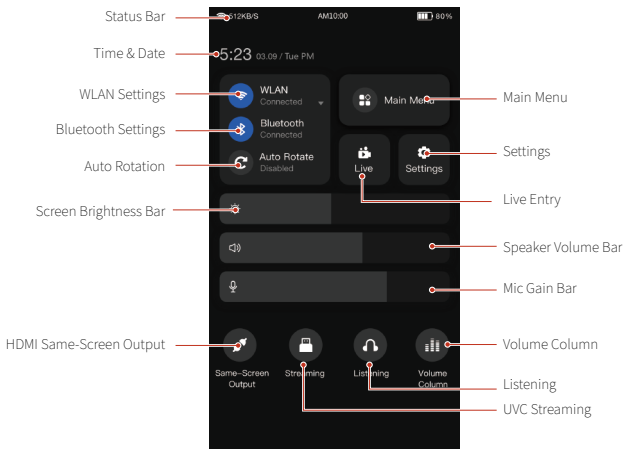 Status Bar
512KB/S AM10:00 80%
Time & Date
5:23 03.09 / Tue PM
WLAN Settings
WLAN
Connected
Main Menu
Main Menu
Bluetooth Settings
Bluetooth
Connected
Auto Rotation
Auto Rotate
Disabled
Live
Settings
Settings
Live Entry
Screen Brightness Bar
Speaker Volume Bar
Mic Gain Bar
HDMI Same-Screen Output
Volume Column
Same-Screen
Output
Streaming
Listening
Volume
Column
Listening
UVC Streaming